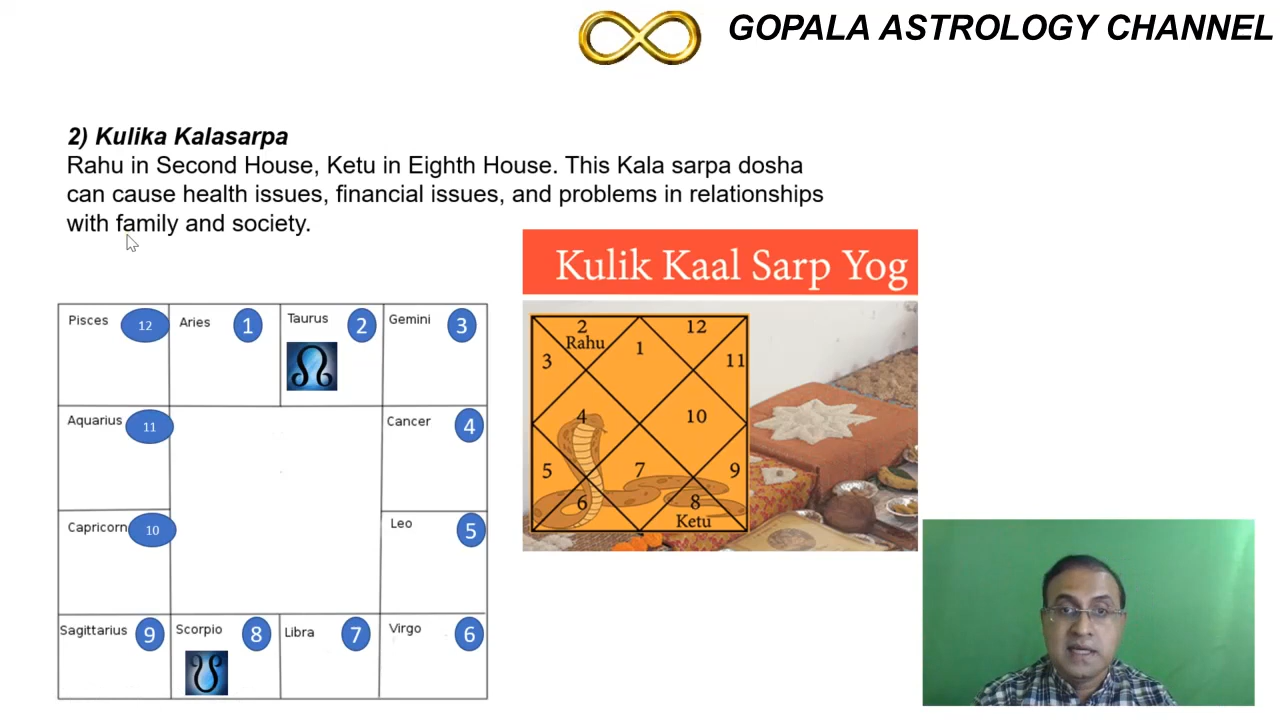 GOPALA ASTROLOGY CHANNEL
2) Kulika Kalasarpa
Rahu in Second House, Ketu in Eighth House. This Kala sarpa dosha
can cause health issues, financial issues, and problems in relationships
with family and society.
Kulik Kaal Sarp Yog
Pisces 12 Aries 1 Taurus 2 Gemini 3
Aquarius 11 Cancer 4
Capricorn 10 Leo 5
Sagittarius 9 Scorpio 8 Libra 7 Virgo 6
2 12
Rahu
1
3 11
4 10
5 7 9
6 8
Ketu